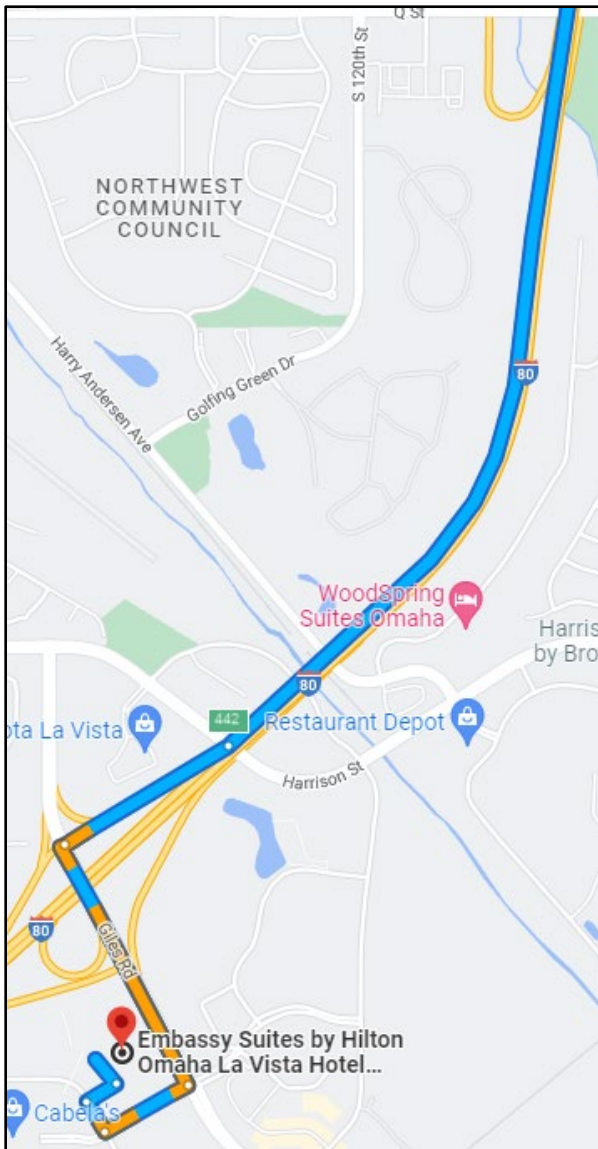 Q St
S 120th St
NORTHWEST
COMMUNITY
COUNCIL
Harry Andersen Ave
Golfing Green Dr
80
WoodSpring
Suites Omaha
Harris
by Bro
80
442
ota La Vista
Restaurant Depot
Harrison St
80
Giles Rd
Embassy Suites by Hilton
Omaha La Vista Hotel...
Cabela's